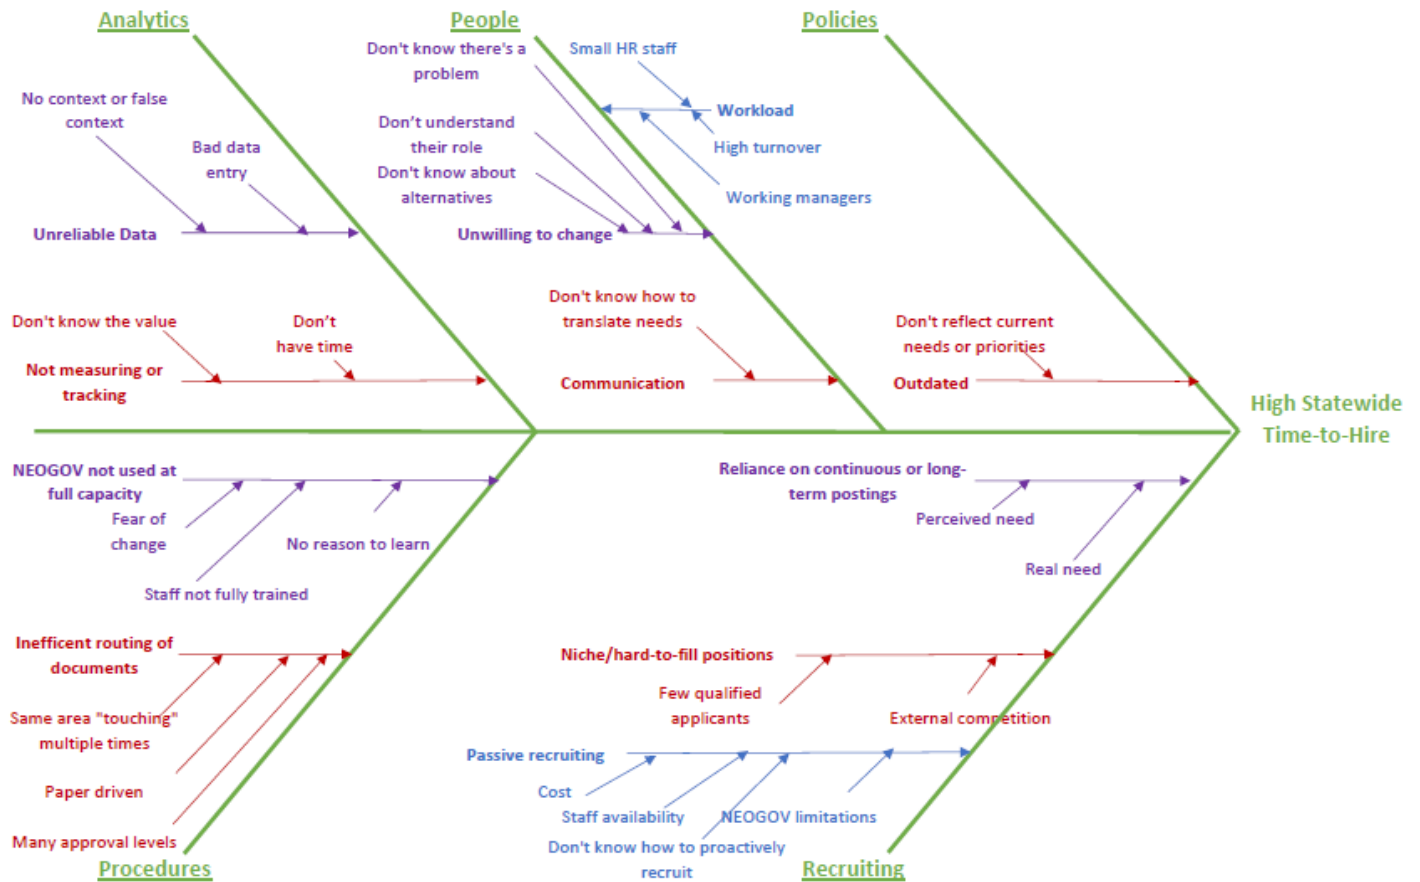 Analytics
People
Policies
Don't know there's a
problem
Small HR staff
No context or false
context
Workload
Don't understand
their role
Bad data
entry
High turnover
Don't know about
alternatives
Working managers
Unreliable Data
Unwilling to change
Don't know how to
translate needs
Don't know the value
Don't
have time
Don't reflect current
needs or priorities
Not measuring or
tracking
Communication
Outdated
High Statewide
Time-to-Hire
NEOGOV not used at
full capacity
Reliance on continuous or long-
term postings
Fear of
change
Perceived need
No reason to learn
Real need
Staff not fully trained
Inefficent routing of
documents
Niche/hard-to-fill positions
Few qualified
applicants
Same area "touching"
multiple times
External competition
Passive recruiting
Paper driven
Cost
Staff availability
NEOGOV limitations
Many approval levels
Don't know how to proactively
recruit
Procedures
Recruiting